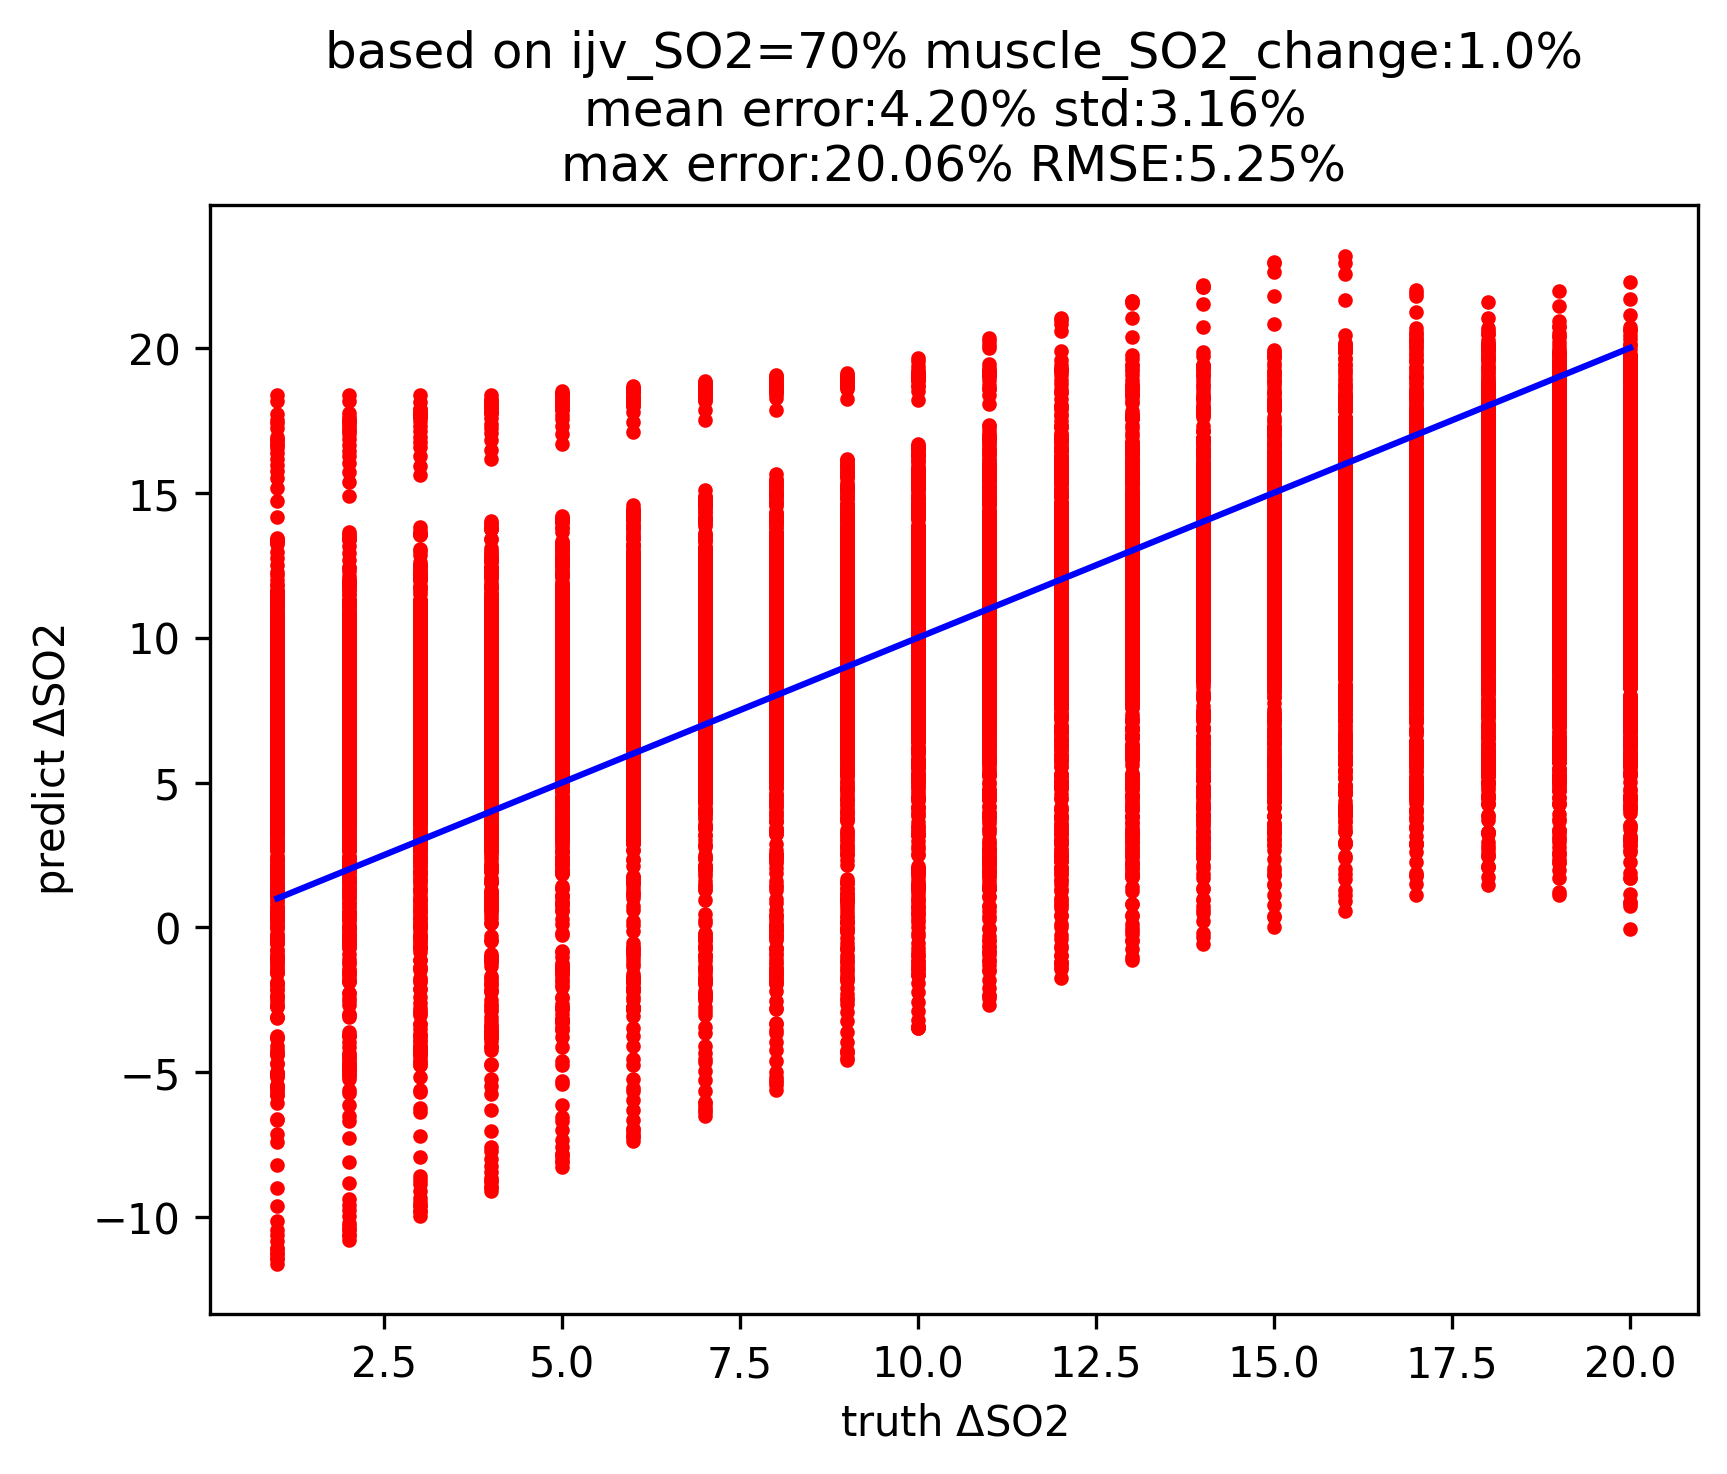 based on ijv_SO2=70% muscle_SO2_change:1.0%
mean error:4.20% std:3.16%
max error:20.06% RMSE:5.25%
predict ΔSO2
20
15
10
5
0
−5
−10
2.5 5.0 7.5 10.0 12.5 15.0 17.5 20.0
truth ΔSO2